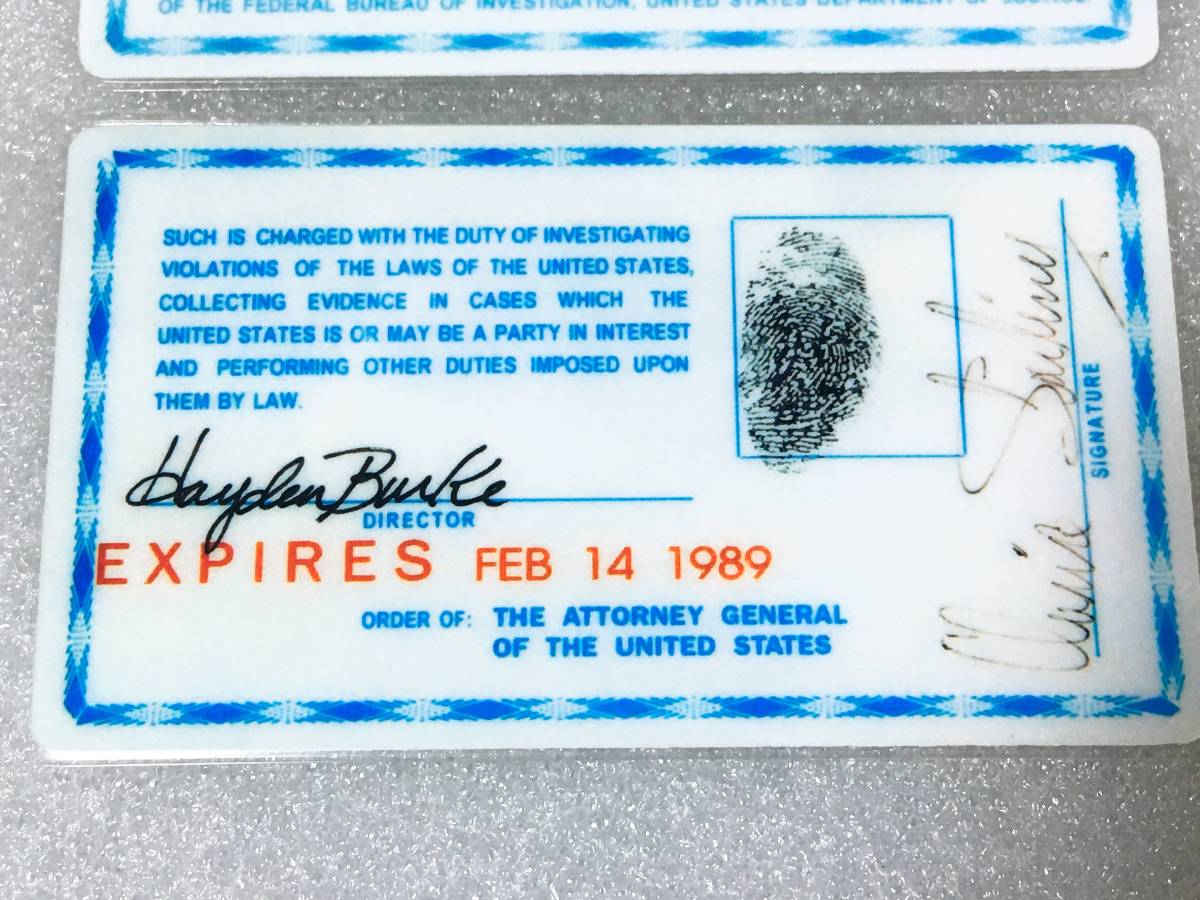 OF THE FEDERAL BUREAU OF INVESTIGATION, UNITED STATES DEPARTMENT OF JUSTICE.
SUCH IS CHARGED WITH THE DUTY OF INVESTIGATING
VIOLATIONS OF THE LAWS OF THE UNITED STATES,
COLLECTING EVIDENCE IN CASES WHICH THE
UNITED STATES IS OR MAY BE A PARTY IN INTEREST
AND PERFORMING OTHER DUTIES IMPOSED UPON
THEM BY LAW.
Hayden Burke
DIRECTOR
EXPIRES FEB 14 1989
ORDER OF: THE ATTORNEY GENERAL
OF THE UNITED STATES
Clarice Starling
SIGNATURE